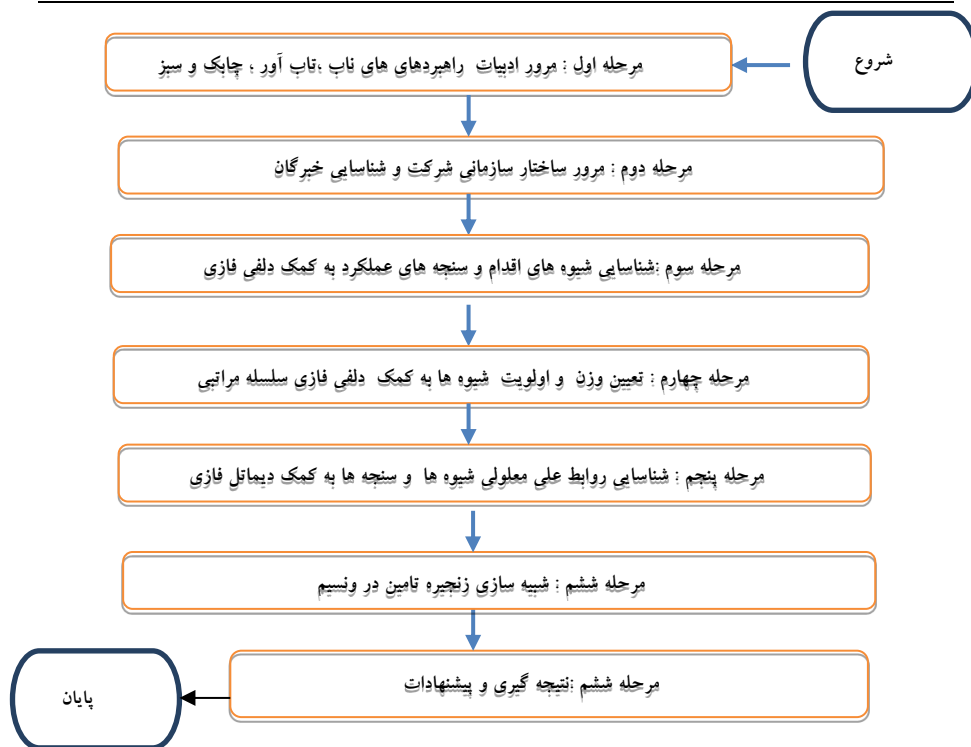 شروع
مرحله اول : مرور ادبیات  راهبردهای های ناب ،تاب آور ، چابک و سبز
مرحله دوم : مرور ساختار سازمانی شرکت و شناسایی خبرگان
مرحله سوم :شناسایی شیوه های اقدام و سنجه های عملکرد به کمک دلفی فازی
مرحله چهارم : تعیین وزن  و اولویت  شیوه ها به کمک  دلفی فازی سلسله مراتبی
مرحله پنجم : شناسایی روابط علی معلولی شیوه ها  و سنجه ها به کمک دیماتل فازی
مرحله ششم : شبیه سازی زنجیره تامین در ونسیم
مرحله ششم :نتیجه گیری و پیشنهادات
پایان